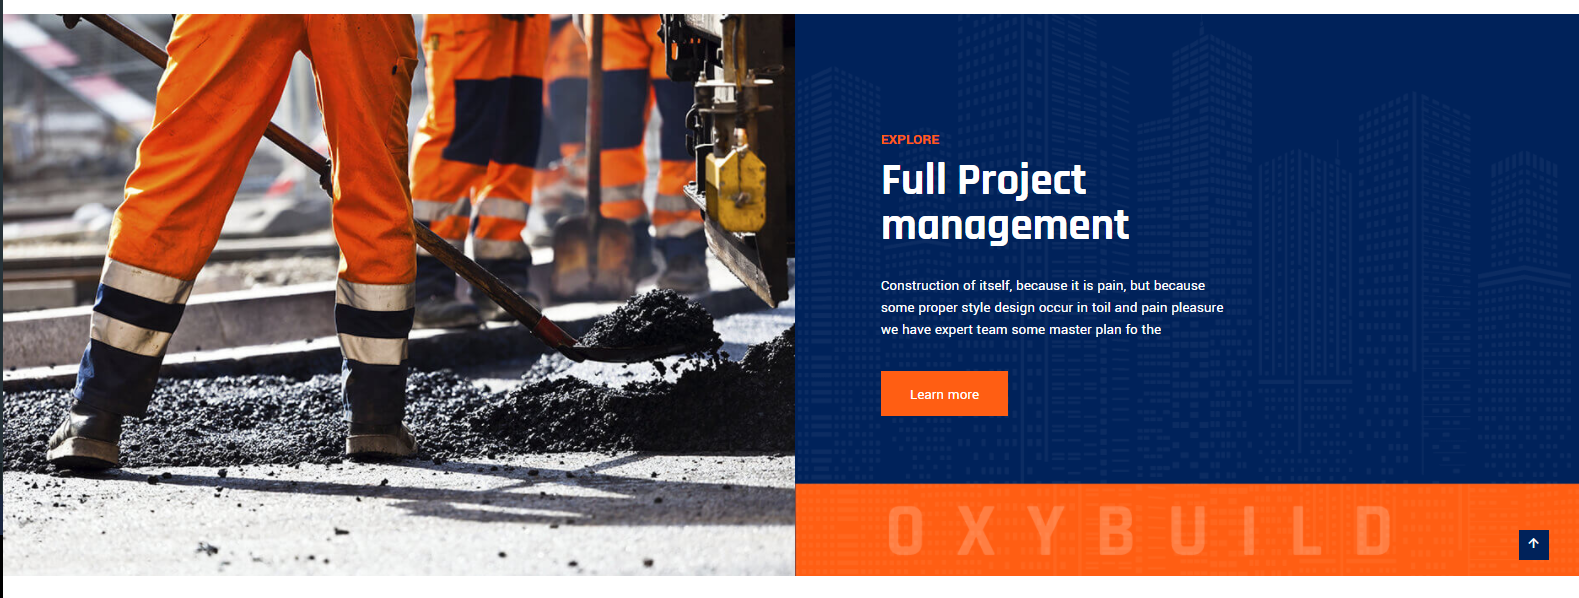 EXPLORE
Full Project
management
Construction of itself, because it is pain, but because
some proper style design occur in toil and pain pleasure
we have expert team some master plan fo the
Learn more
OXYBUILD